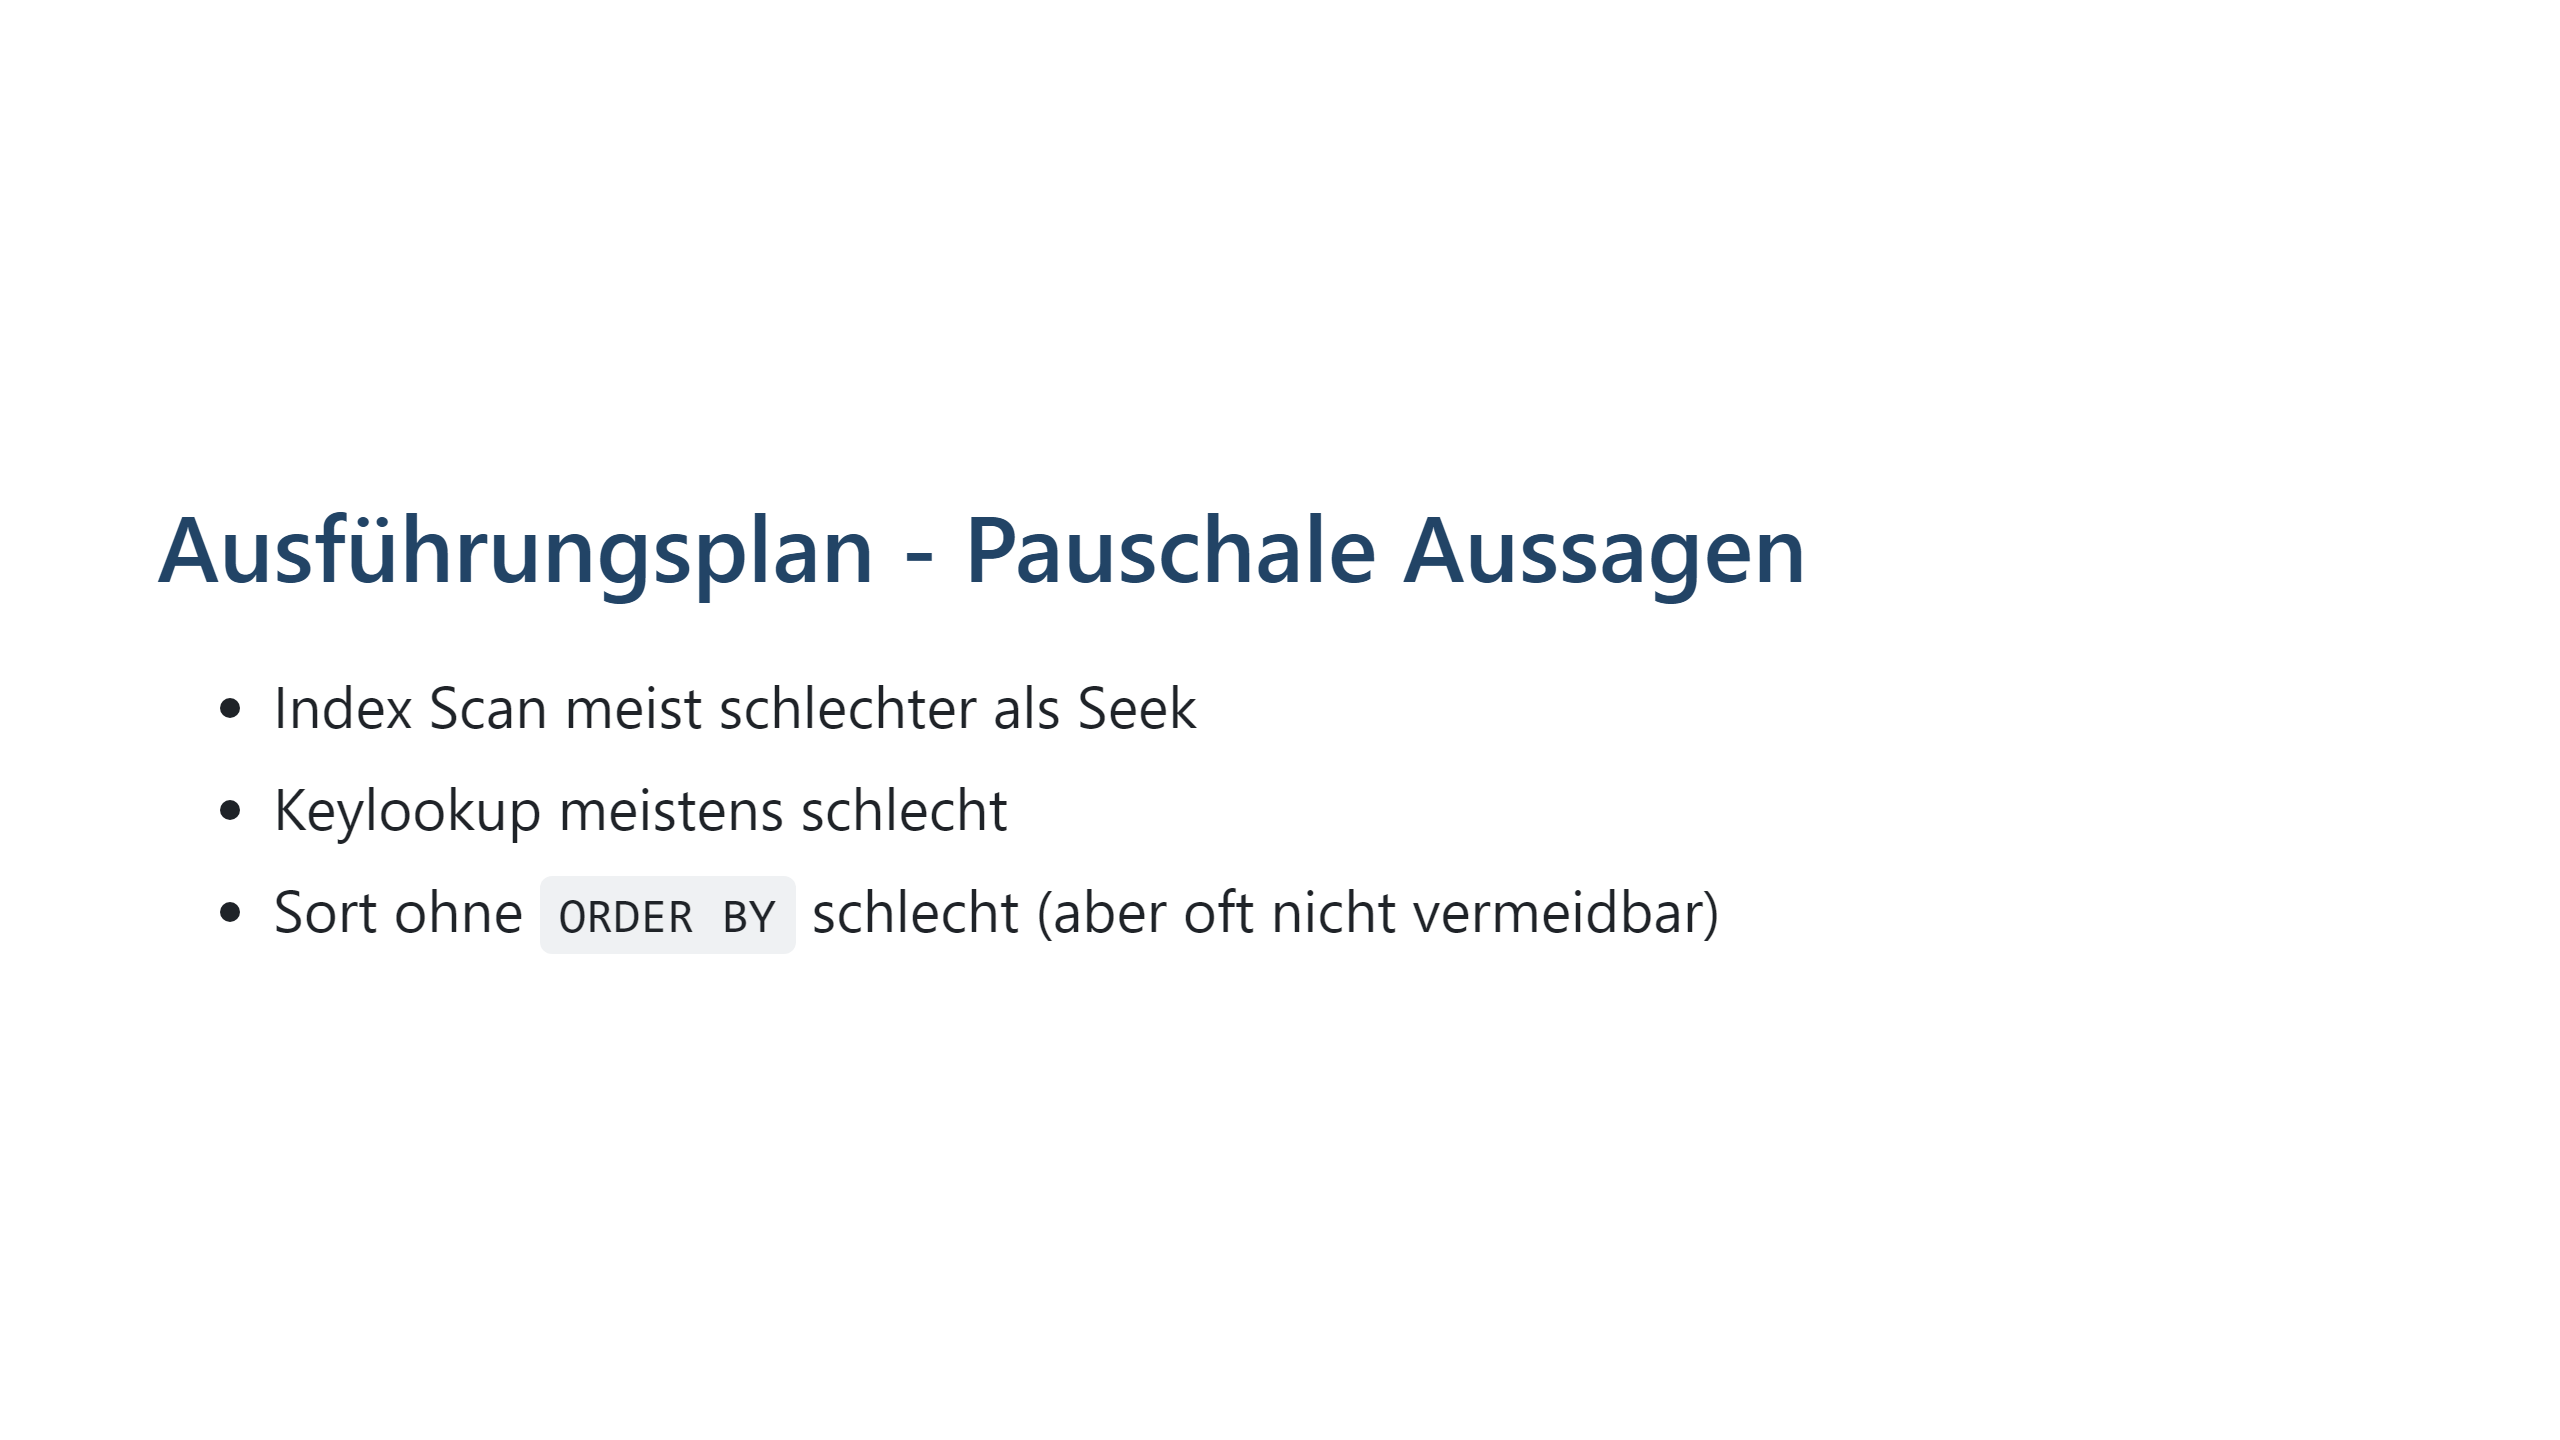 Ausführungsplan - Pauschale Aussagen
• Index Scan meist schlechter als Seek
• Keylookup meistens schlecht
• Sort ohne ORDER BY schlecht (aber oft nicht vermeidbar)